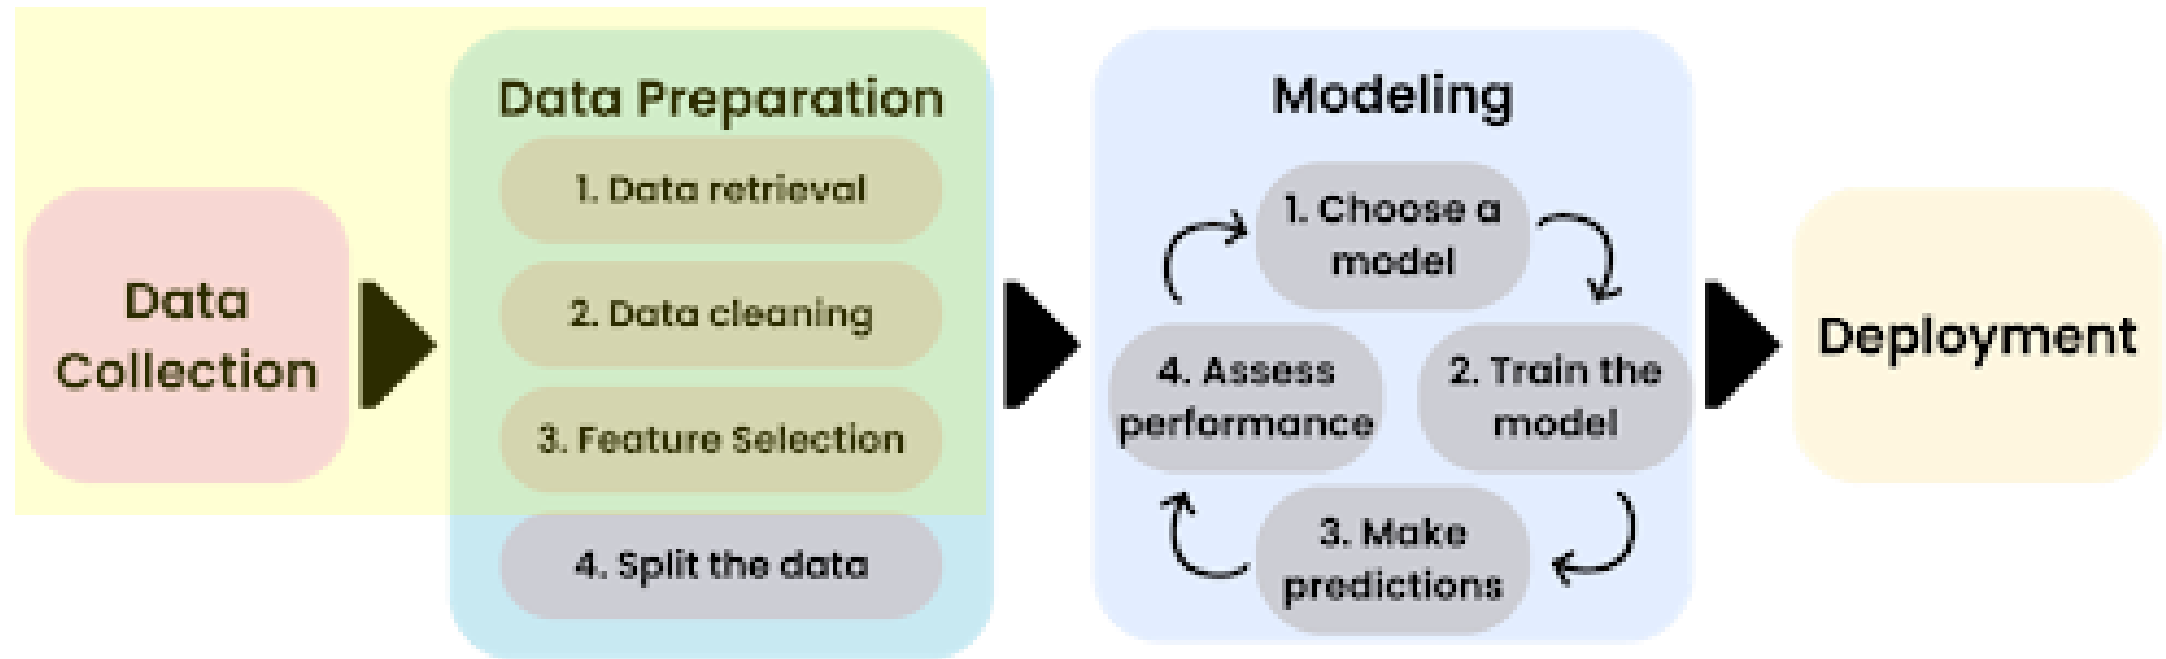 Data
Collection
Data Preparation
1. Data retrieval
2. Data cleaning
3. Feature Selection
4. Split the data
Modeling
1. Choose a
model
2. Train the
model
3. Make
predictions
4. Assess
performance
Deployment